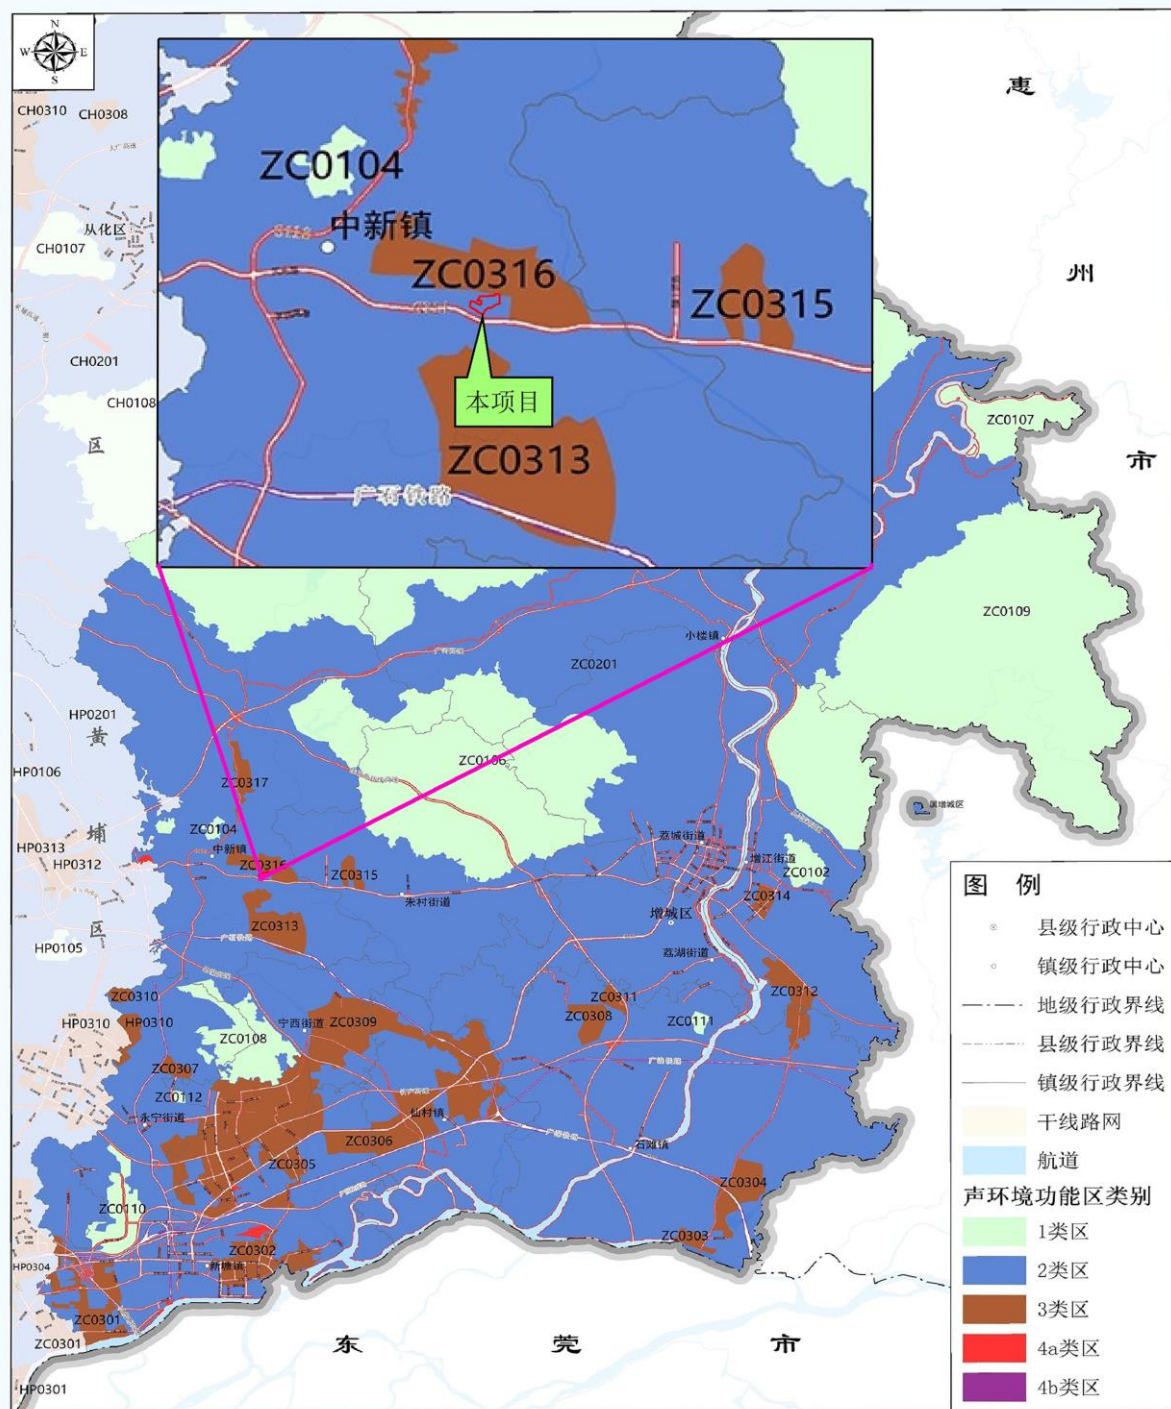 N
W
E
S
惠
州
市
CH0310
CH0308
从化区
CH0107
CH0201
CH0108
区
ZC0104
中新镇
S118
ZC0316
ZC0315
本项目
ZC0313
广石铁路
ZC0107
ZC0109
小楼镇
ZC0201
HP0201
黄
HP0106
ZC0106
ZC0317
属增城区
ZC0104
中新镇
埔
HP0313
HP0312
ZC0316
ZC0315
朱村街道
荔城街道
增江街道
ZC0102
ZC0314
增城区
ZC0313
区
HP0105
荔湖街道
ZC0310
ZC0312
ZC0311
ZC0308
ZC0111
HP0310
HP0310
宁西街道
ZC0309
ZC0108
ZC0307
ZC0112
永宁街道
仙村镇
ZC0306
石滩镇
ZC0305
ZC0304
ZC0110
ZC0303
ZC0302
新塘镇
HP0304
ZC0301
ZC0301
HP0301
东
莞
市
图 例
县级行政中心
镇级行政中心
地级行政界线
县级行政界线
镇级行政界线
干线路网
航道
声环境功能区类别
1类区
2类区
3类区
4a类区
4b类区